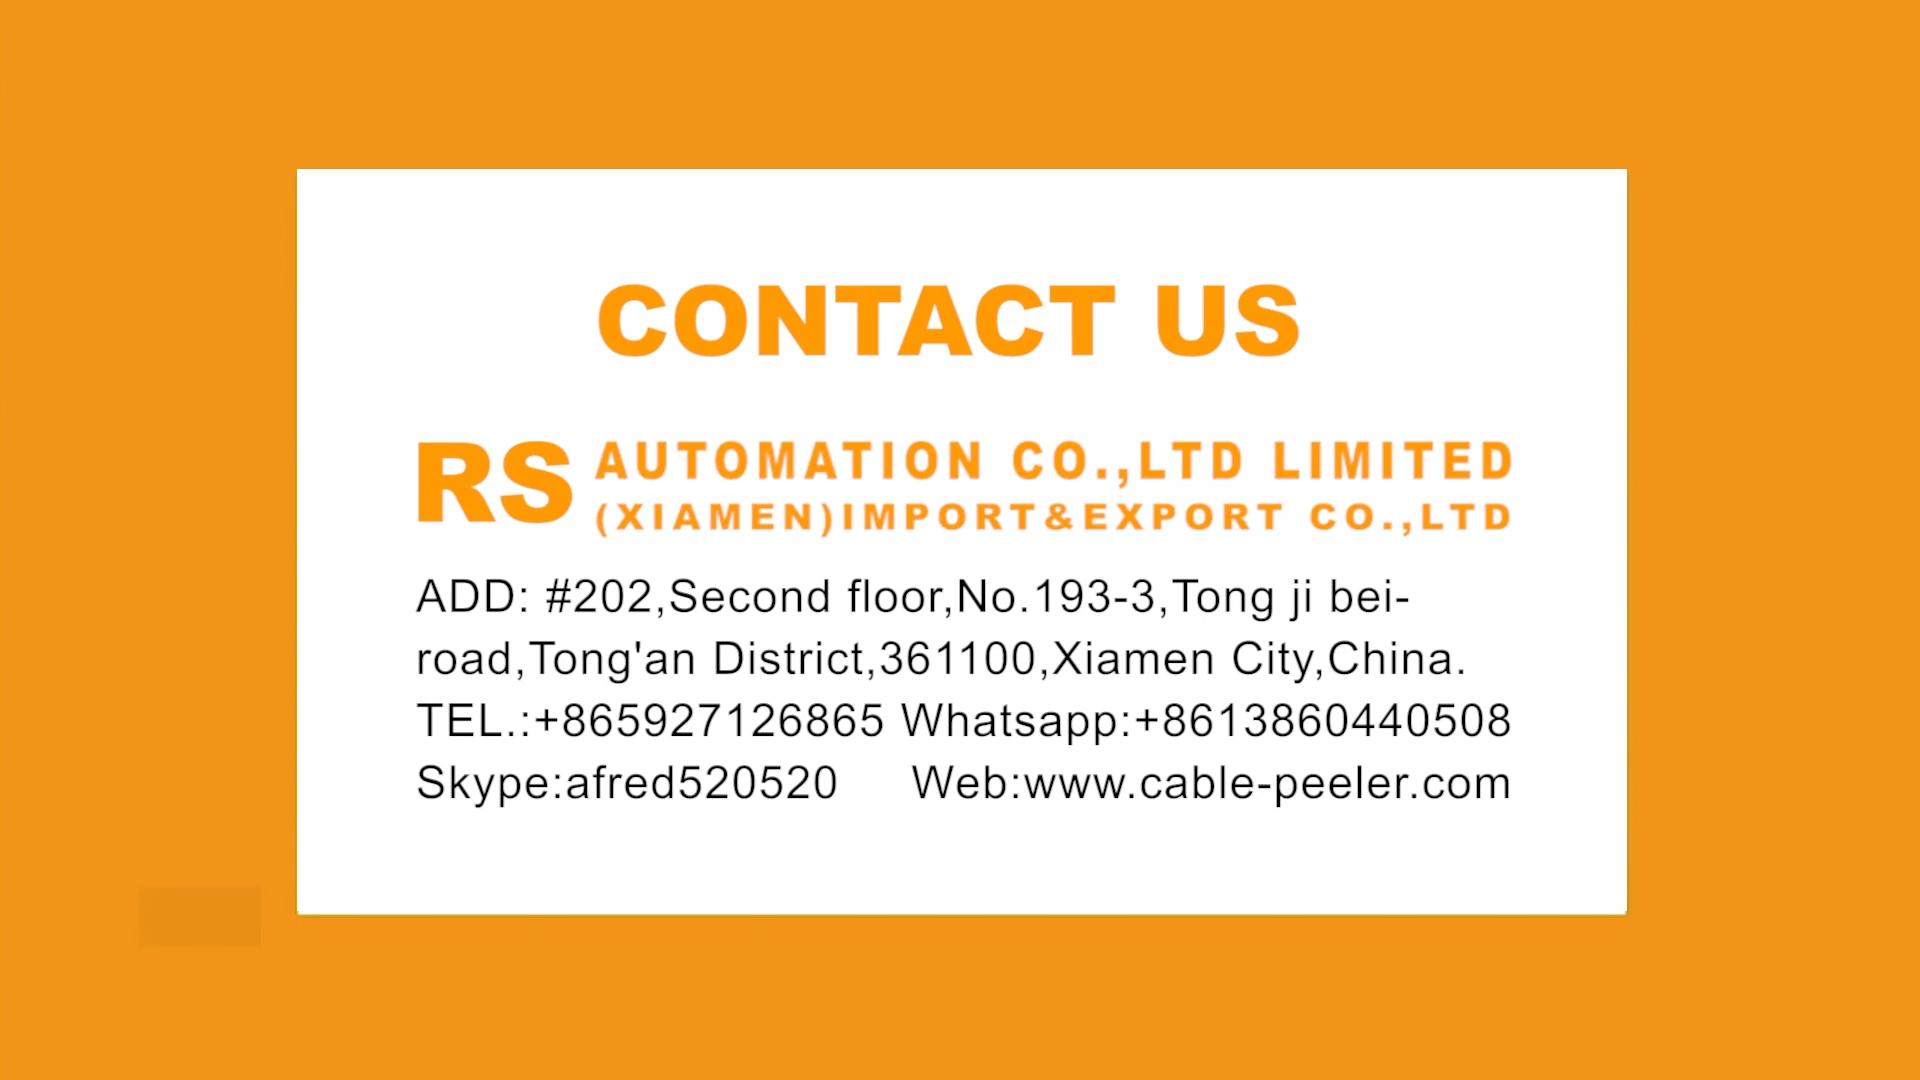 CONTACT US
RS AUTOMATION CO.,LTD LIMITED
(XIAMEN)IMPORT&EXPORT CO.,LTD
ADD: #202,Second floor,No.193-3,Tong ji bei-
road,Tong'an District,361100,Xiamen City,China.
TEL.:+865927126865 Whatsapp:+8613860440508
Skype:afred520520 Web:www.cable-peeler.com